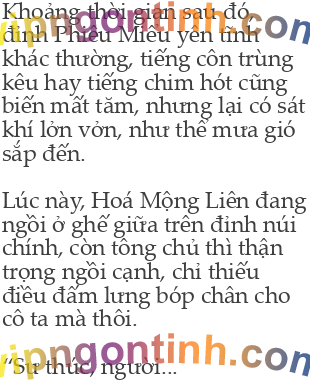 Khoảng thời gian sau đó,
đỉnh Phiêu Miểu yên tĩnh
khác thường, tiếng côn trùng
kêu hay tiếng chim hót cũng
biến mất tăm, nhưng lại có sát
khí lởn vởn, như thể mưa gió
sắp đến.
Lúc này, Hoá Mộng Liên đang
ngồi ở ghế giữa trên đỉnh núi
chính, còn tông chủ thì thận
trọng ngồi cạnh, chỉ thiếu
điều đấm lưng bóp chân cho
cô ta mà thôi.
“Sự thúc, người...
vipngontinh.com
vipngontinh.com